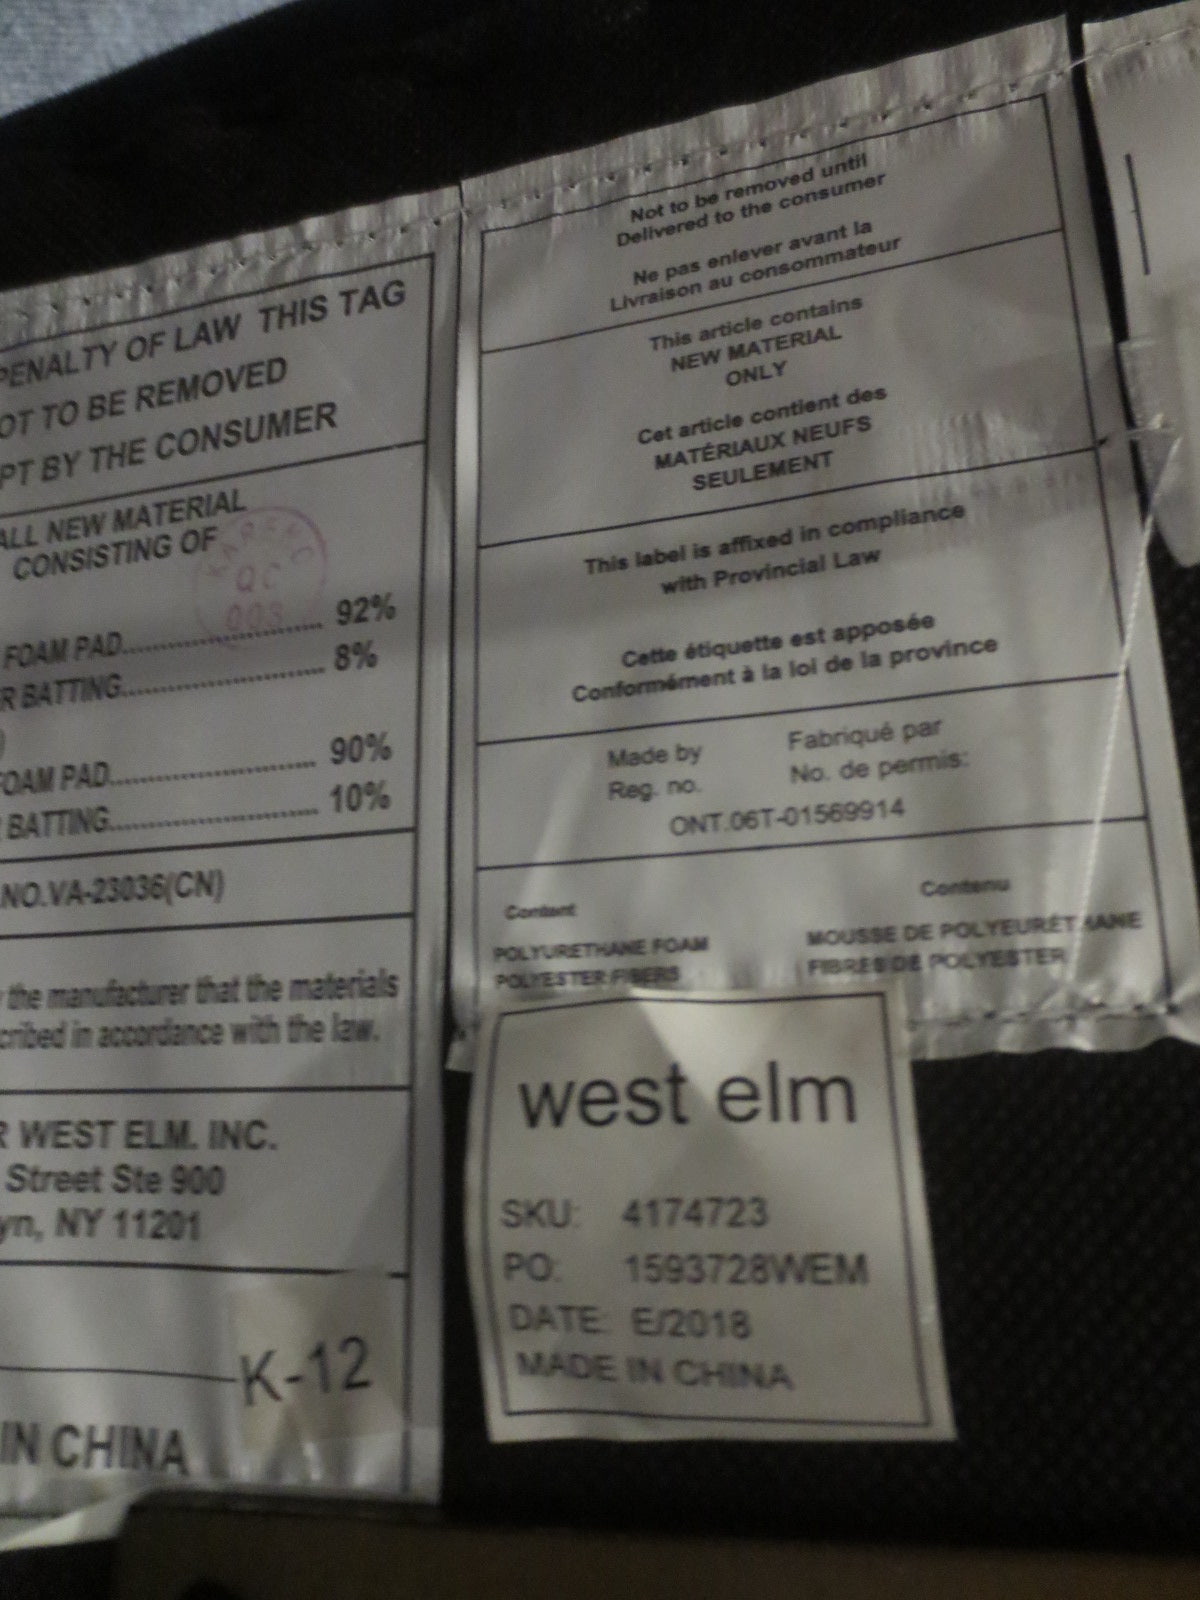 PENALTY OF LAW THIS TAG
NOT TO BE REMOVED
PT BY THE CONSUMER
ALL NEW MATERIAL
CONSISTING OF
QC
003
FOAM PAD 92%
R BATTING 8%
)
FOAM PAD 90%
BATTING 10%
NO.VA-23036(CN)
the manufacturer that the materials
cribed in accordance with the law.
R WEST ELM. INC.
Street Ste 900
yn, NY 11201
K-12
IN CHINA
Not to be removed until
Delivered to the consumer
Ne pas enlever avant la
Livraison au consommateur
This article contains
NEW MATERIAL
ONLY
Cet article contient des
MATÉRIAUX NEUFS
SEULEMENT
This label is affixed in compliance
with Provincial Law
Cette étiquette est apposée
Conformément à la loi de la province
Made by Fabriqué par
Reg. no. No. de permis:
ONT.06T-01569914
Content Contenu
POLYURETHANE FOAM MOUSSE DE POLYEURÉTHANE
POLYESTER FIBERS FIBRES DE POLYESTER
west elm
SKU: 4174723
PO: 1593728WEM
DATE: E/2018
MADE IN CHINA